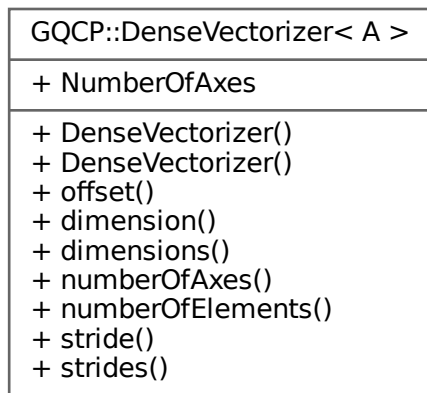 GQCP::DenseVectorizer< A >
+ NumberOfAxes
+ DenseVectorizer()
+ DenseVectorizer()
+ offset()
+ dimension()
+ dimensions()
+ numberOfAxes()
+ numberOfElements()
+ stride()
+ strides()